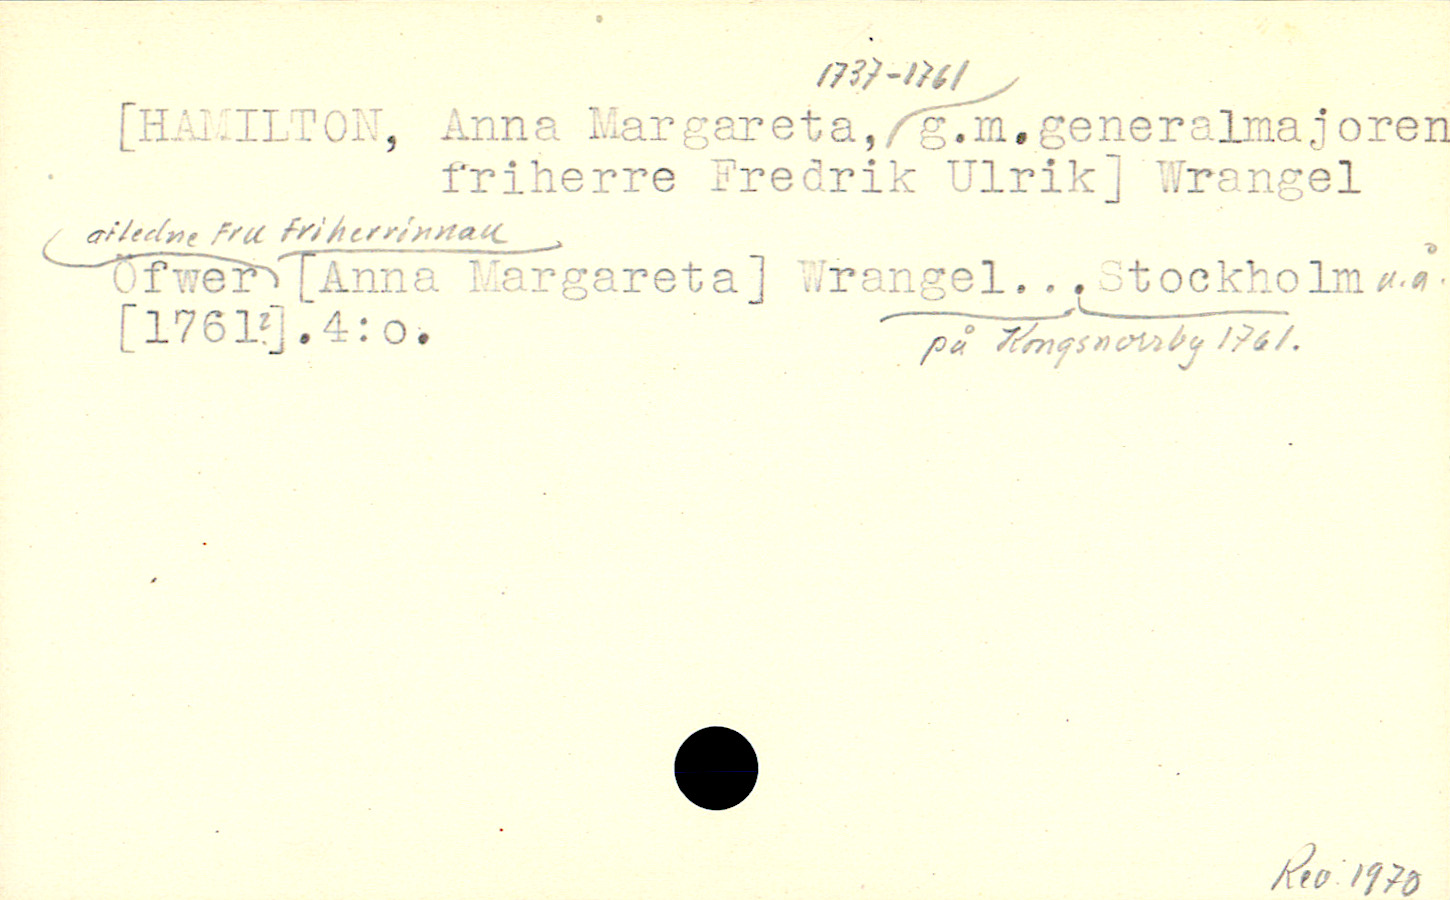 1737-1761
[HAMILTON, Anna Margareta, g.m.generalmajoren
friherre Fredrik Ulrik] Wrangel
afledne Fru Friherrinnan
Öfwer [Anna Margareta] Wrangel...Stockholm u.å.
[1761?].4:o.
på Kongsnorrby 1761.
Rev. 1970